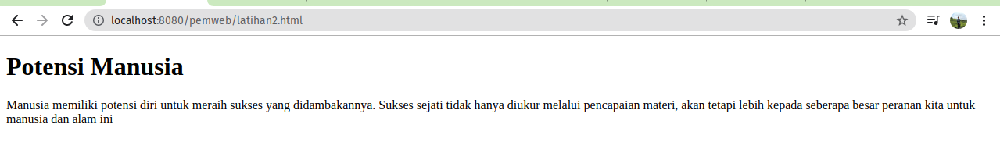 localhost:8080/pemweb/latihan2.html
Potensi Manusia
Manusia memiliki potensi diri untuk meraih sukses yang didambakannya. Sukses sejati tidak hanya diukur melalui pencapaian materi, akan tetapi lebih kepada seberapa besar peranan kita untuk
manusia dan alam ini